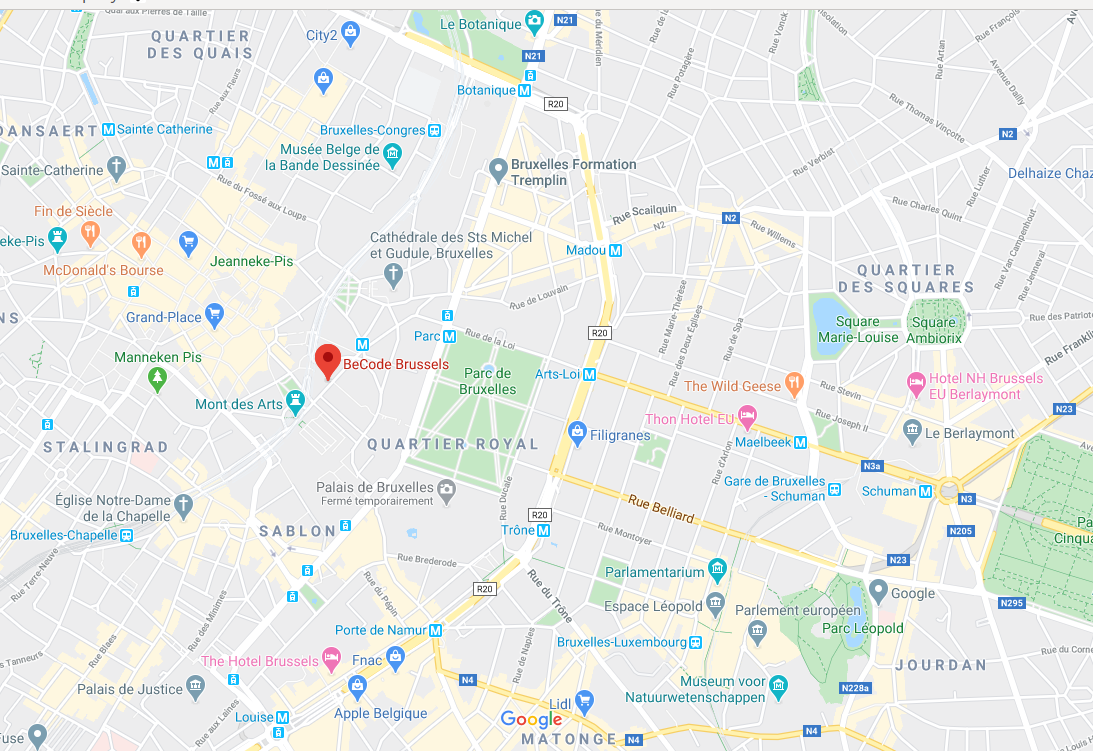 Quai aux Pierres de Taille
QUARTIER
DES QUAIS
City2
Le Botanique
N21
Rue du Méridien
N21
Botanique
R20
Rue Potagère
Rue Vonck
Rue Artan
Avenue Dailly
Rue Thomas Vincotte
N2
Rue aux Fleurs
DANSAERT
Sainte Catherine
Bruxelles-Congres
Musée Belge de
la Bande Dessinée
Bruxelles Formation
Tremplin
Rue Verbist
Delhaize Chaz
Sainte-Catherine
Rue du Fossé aux Loups
Rue Scailquin
N2
N2
Rue Willems
Rue Charles Quint
Rue Luther
Rue Van Campenhout
Rue Jenneval
Fin de Siècle
eke-Pis
McDonald's Bourse
Jeanneke-Pis
Cathédrale des Sts Michel
et Gudule, Bruxelles
Madou
QUARTIER
DES SQUARES
Rue de Louvain
Rue Marie-Thérèse
Rue des Deux Églises
Rue de Spa
Grand-Place
NS
Parc
Rue de la Loi
R20
Square
Marie-Louise
Square
Ambiorix
Rue des Patriotes
Rue Franklin
Manneken Pis
BeCode Brussels
Parc de
Bruxelles
Arts-Loi
The Wild Geese
Rue Stevin
Hotel NH Brussels
EU Berlaymont
Mont des Arts
Thon Hotel EU
Rue Joseph II
N23
STALINGRAD
QUARTIER ROYAL
Filigranes
Maelbeek
Le Berlaymont
Rue d'Arlon
N3a
Palais de Bruxelles
Fermé temporairement
Rue Ducale
Gare de Bruxelles
- Schuman
Schuman
N3
Église Notre-Dame
de la Chapelle
Rue Belliard
Bruxelles-Chapelle
SABLON
R20
Trône
Rue Montoyer
N205
Pa
Cinqua
Rue Terre-Neuve
Rue Brederode
N23
Parlamentarium
Rue du Pépin
R20
Rue du Trône
Espace Léopold
Parlement européen
Google
N295
Rue des Minimes
Porte de Namur
Bruxelles-Luxembourg
Parc Léopold
Rue Blaes
s Tanneurs
The Hotel Brussels
Fnac
Rue de Naples
JOURDAN
Rue du Corne
Palais de Justice
N4
Museum voor
Natuurwetenschappen
N228a
Rue aux Laines
Louise
Apple Belgique
Lidl
Google
MATONGE
N4
N4
Fuse